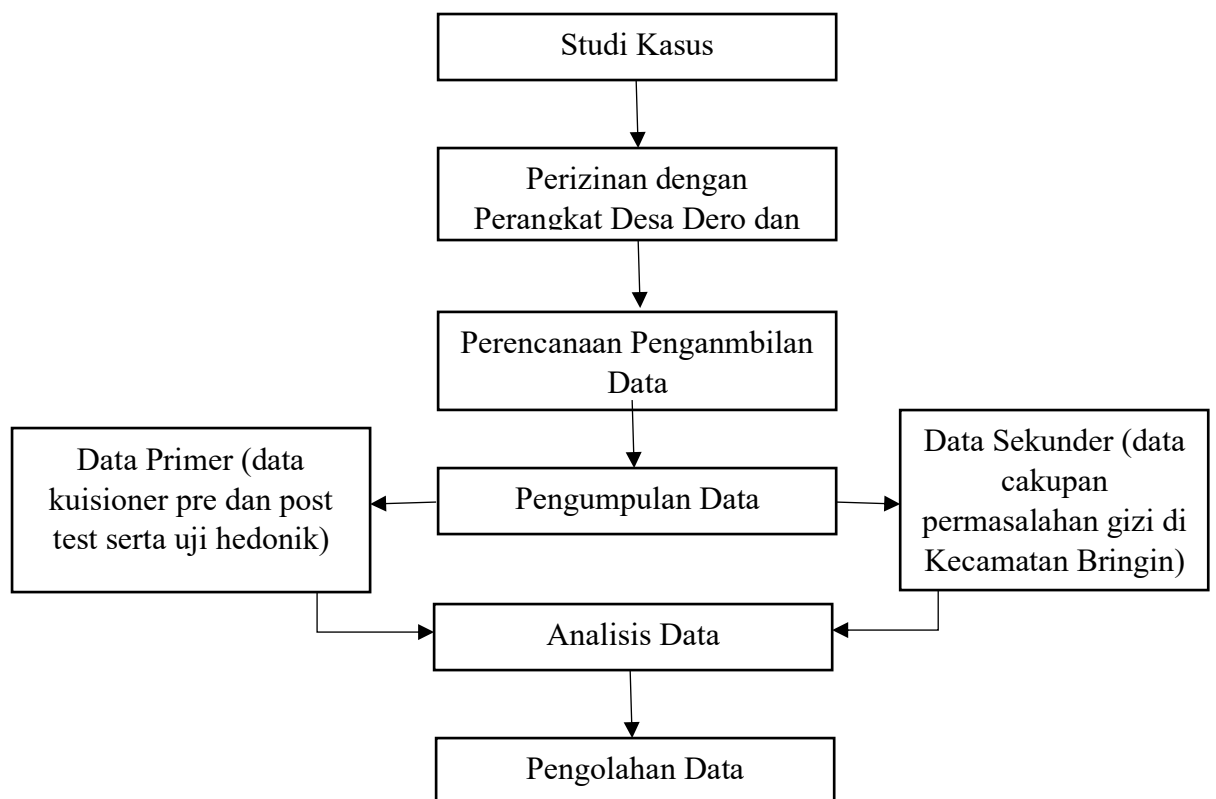 Studi Kasus
Perizinan dengan
Perangkat Desa Dero dan
Perencanaan Penganmbilan
Data
Data Primer (data
kuisioner pre dan post
test serta uji hedonik)
Pengumpulan Data
Data Sekunder (data
cakupan
permasalahan gizi di
Kecamatan Bringin)
Analisis Data
Pengolahan Data